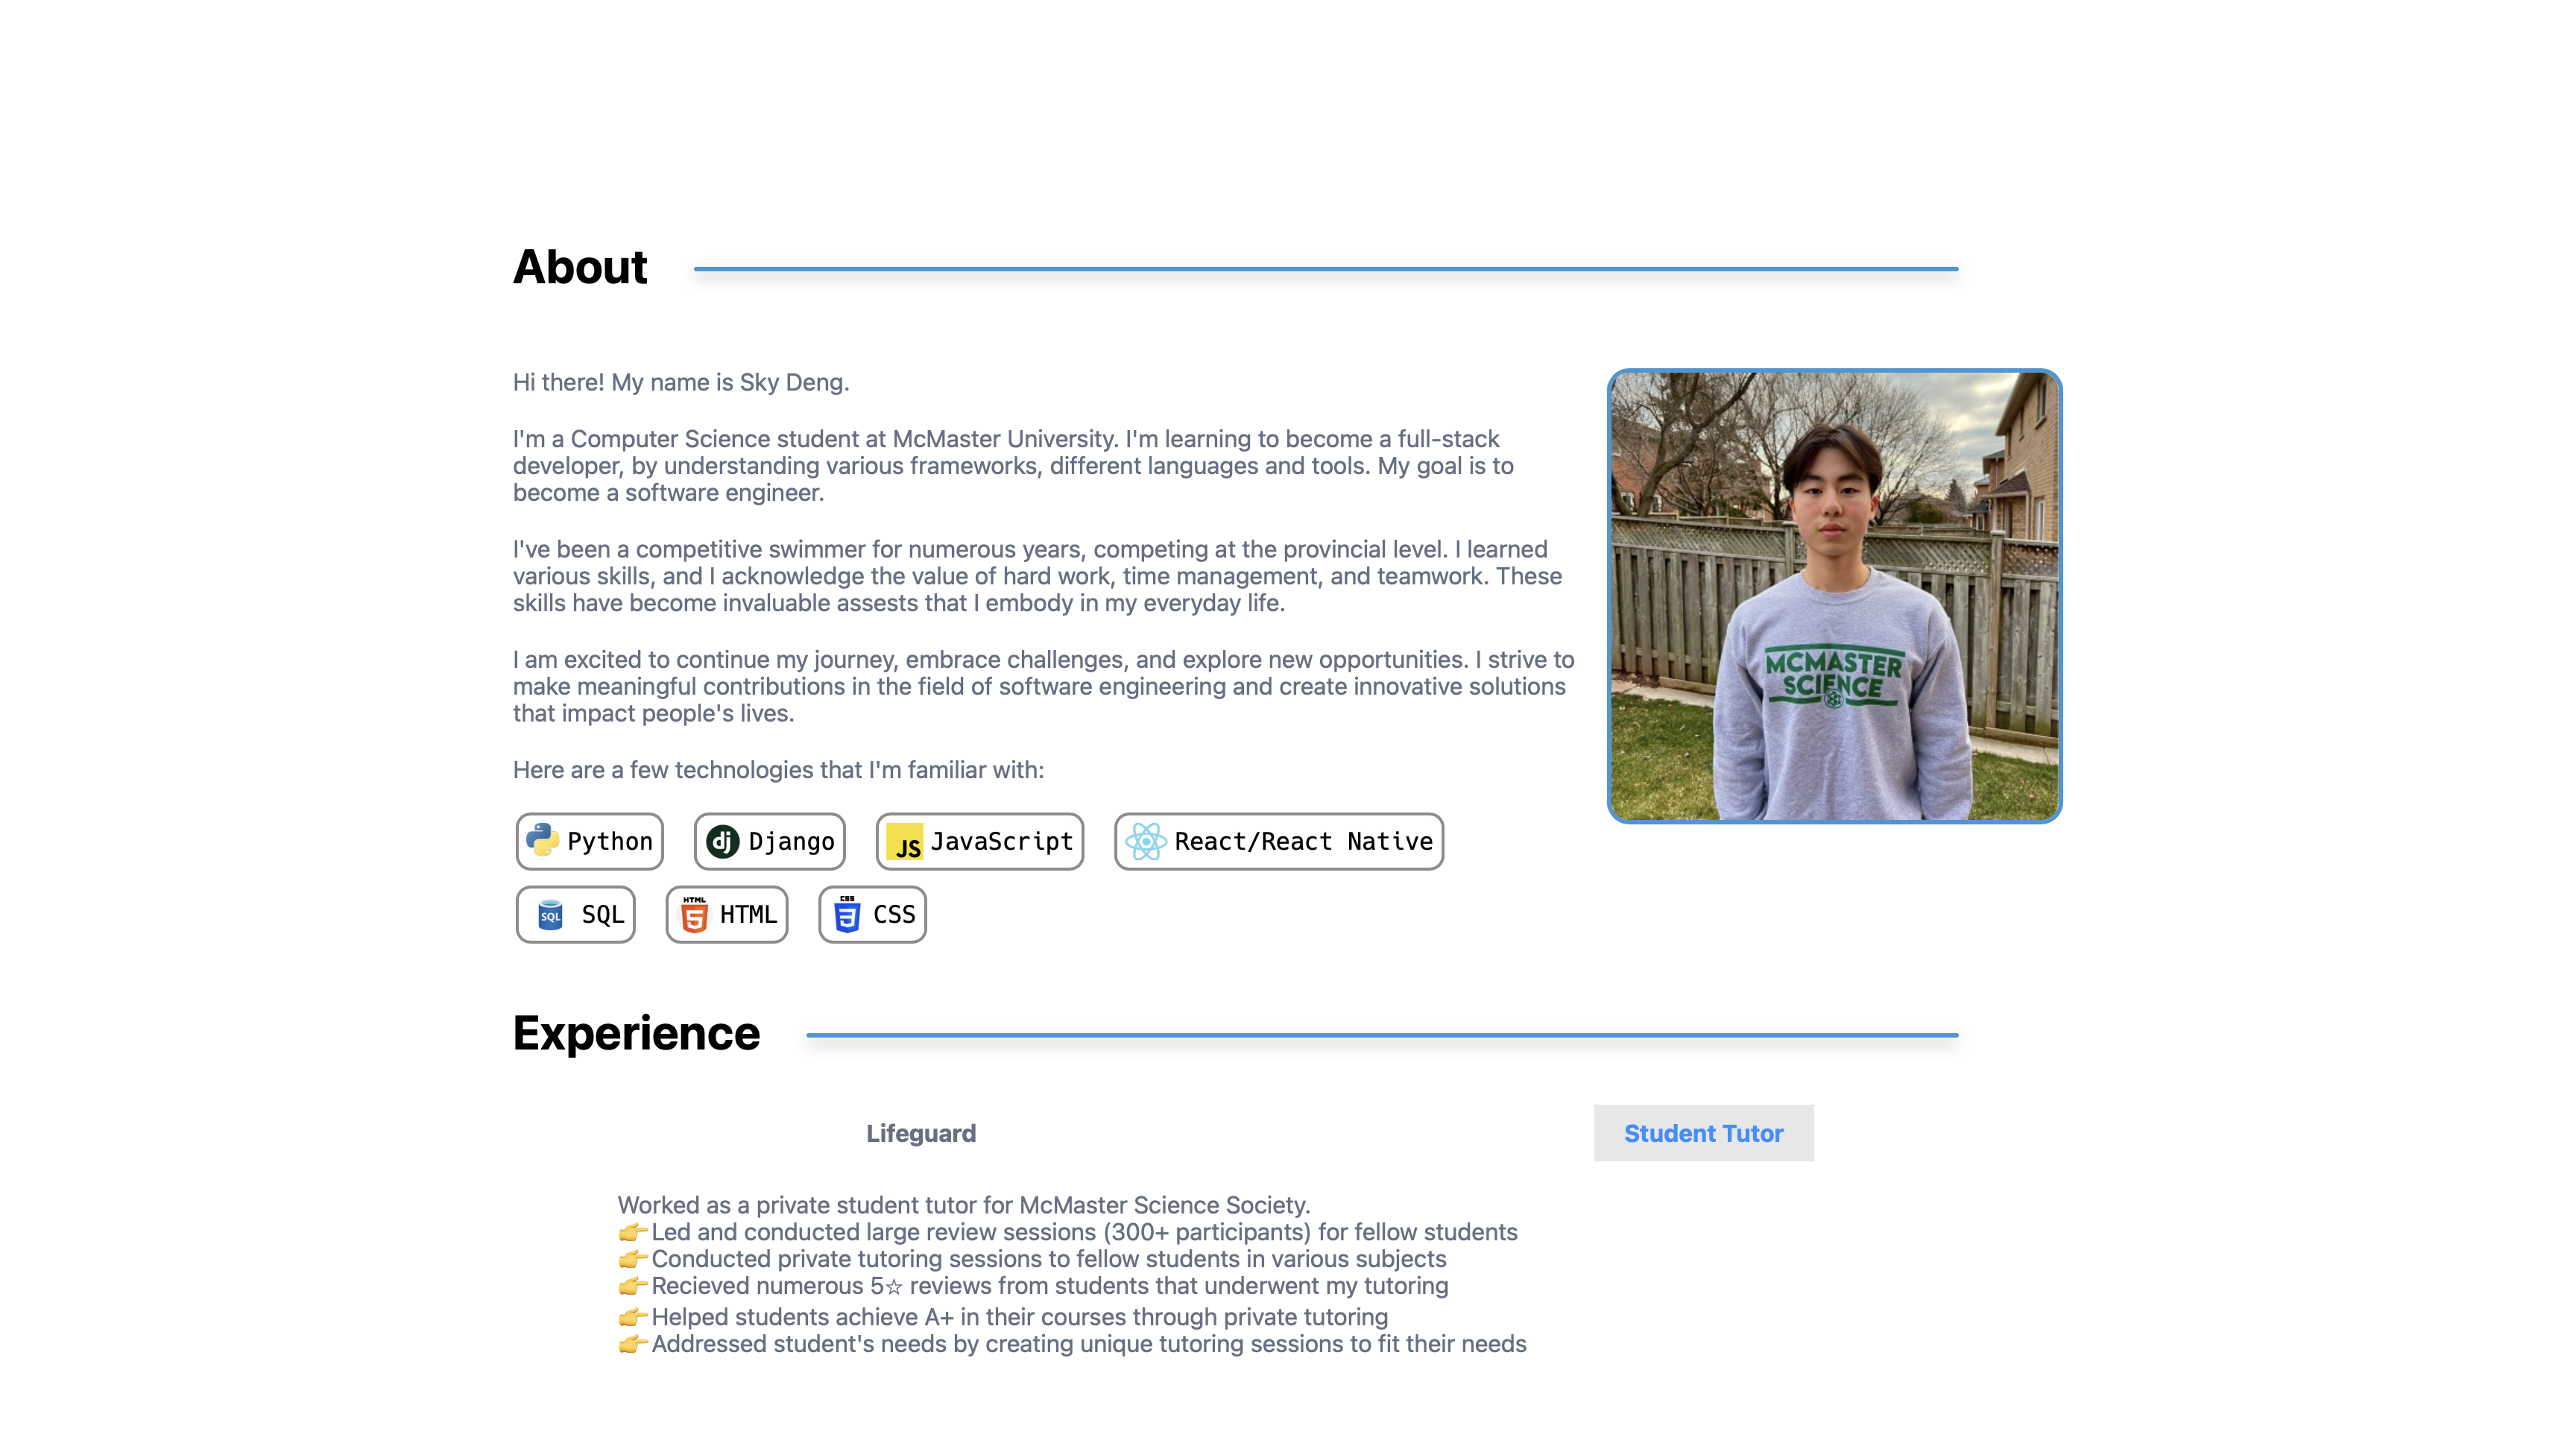 About
Hi there! My name is Sky Deng.
I'm a Computer Science student at McMaster University. I'm learning to become a full-stack
developer, by understanding various frameworks, different languages and tools. My goal is to
become a software engineer.
I've been a competitive swimmer for numerous years, competing at the provincial level. I learned
various skills, and I acknowledge the value of hard work, time management, and teamwork. These
skills have become invaluable assests that I embody in my everyday life.
I am excited to continue my journey, embrace challenges, and explore new opportunities. I strive to
make meaningful contributions in the field of software engineering and create innovative solutions
that impact people's lives.
Here are a few technologies that I'm familiar with:
MCMASTER
SCIENCE
Python dj Django JS JavaScript React/React Native
SQL SQL HTML 5 HTML CSS 3 CSS
Experience
Lifeguard Student Tutor
Worked as a private student tutor for McMaster Science Society.
👉Led and conducted large review sessions (300+ participants) for fellow students
👉Conducted private tutoring sessions to fellow students in various subjects
👉Recieved numerous 5☆ reviews from students that underwent my tutoring
👉Helped students achieve A+ in their courses through private tutoring
👉Addressed student's needs by creating unique tutoring sessions to fit their needs